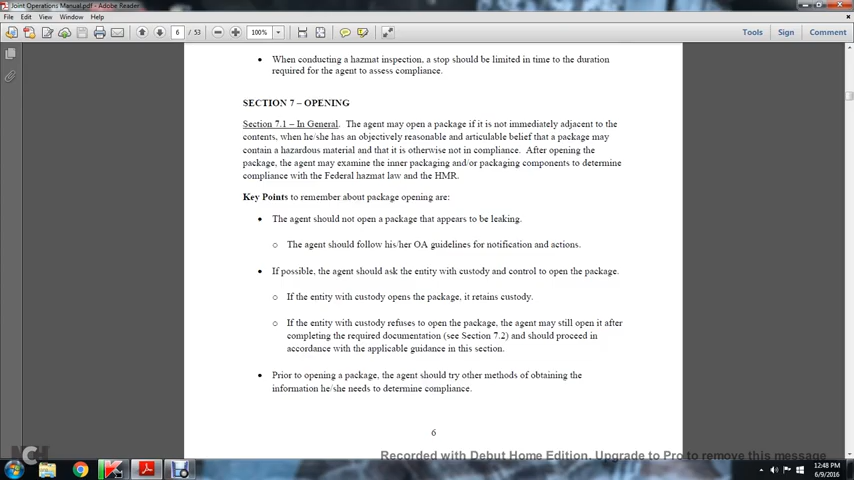 Joint Operations Manual.pdf - Adobe Reader
File Edit View Window Help
6 / 53 100% Tools Sign Comment
• When conducting a hazmat inspection, a stop should be limited in time to the duration
required for the agent to assess compliance.
SECTION 7 – OPENING
Section 7.1 – In General. The agent may open a package if it is not immediately adjacent to the
contents, when he/she has an objectively reasonable and articulable belief that a package may
contain a hazardous material and that it is otherwise not in compliance. After opening the
package, the agent may examine the inner packaging and/or packaging components to determine
compliance with the Federal hazmat law and the HMR.
Key Points to remember about package opening are:
• The agent should not open a package that appears to be leaking.
o The agent should follow his/her OA guidelines for notification and actions.
• If possible, the agent should ask the entity with custody and control to open the package.
o If the entity with custody opens the package, it retains custody.
o If the entity with custody refuses to open the package, the agent may still open it after
completing the required documentation (see Section 7.2) and should proceed in
accordance with the applicable guidance in this section.
• Prior to opening a package, the agent should try other methods of obtaining the
information he/she needs to determine compliance.
6
NCH
Recorded with Debut Home Edition. Upgrade to Pro to remove this message
12:48 PM
6/9/2016